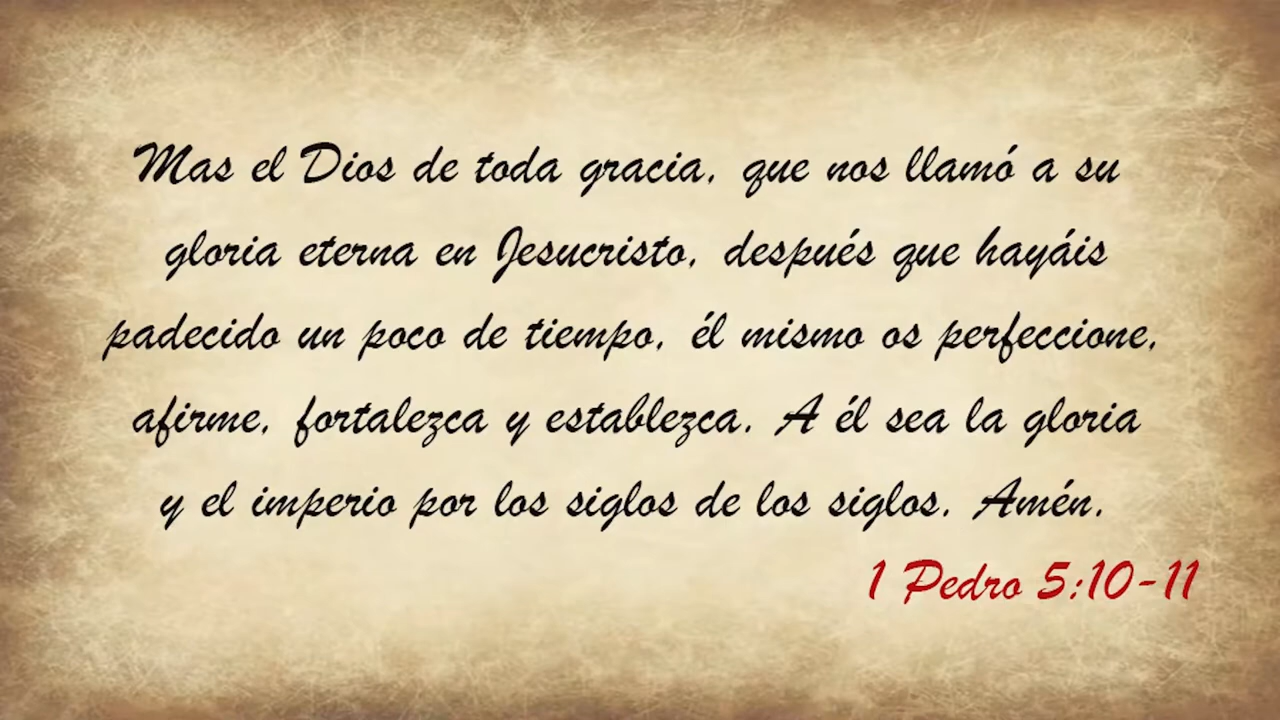 Mas el Dios de toda gracia, que nos llamó a su
gloria eterna en Jesucristo, después que hayáis
padecido un poco de tiempo, él mismo os perfeccione,
afirme, fortalezca y establezca. A él sea la gloria
y el imperio por los siglos de los siglos. Amén.
1 Pedro 5:10-11